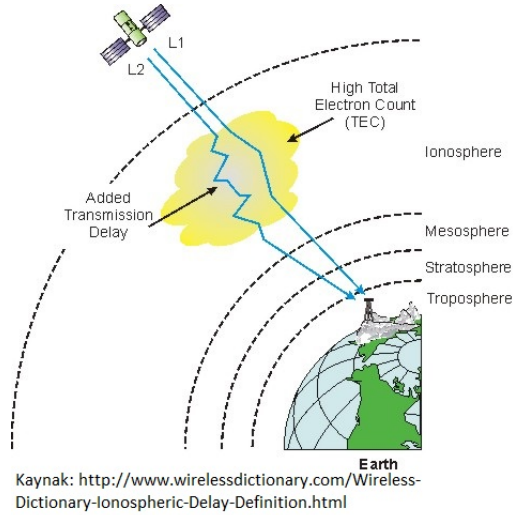 L1
L2
High Total
Electron Count
(TEC)
Ionosphere
Added
Transmission
Delay
Mesosphere
Stratosphere
Troposphere
Earth
Kaynak: http://www.wirelessdictionary.com/Wireless-
Dictionary-Ionospheric-Delay-Definition.html